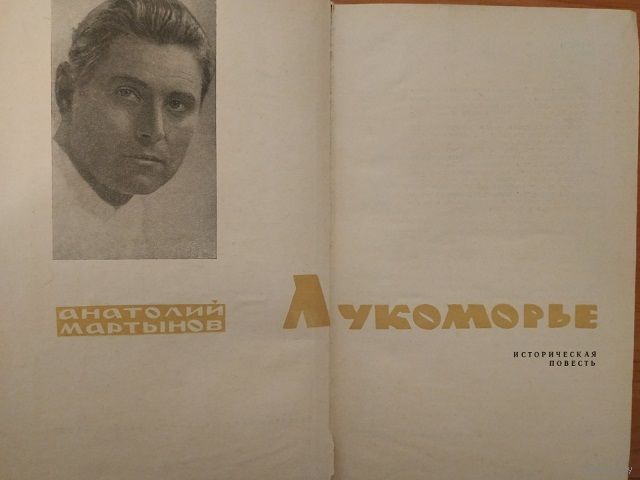 АНАТОЛИЙ
МАРТЫНОВ
ЛУКОМОРЬЕ
ИСТОРИЧЕСКАЯ
ПОВЕСТЬ